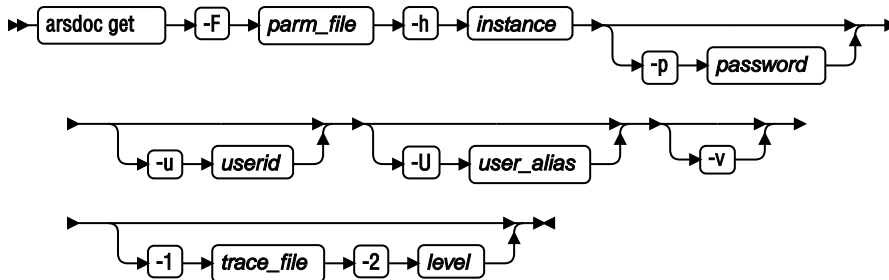 arsdoc get -F parm_file -h instance
-p password
-u userid -U user_alias -v
-1 trace_file -2 level